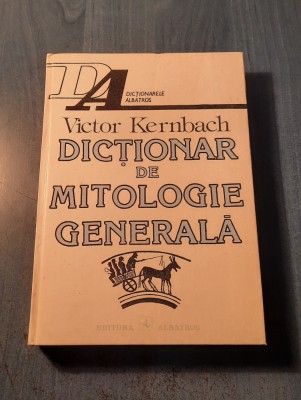 DA
DICȚIONARELE
ALBATROS
Victor Kernbach
DICȚIONAR
DE
MITOLOGIE
GENERALĂ
EDITURA ALBATROS